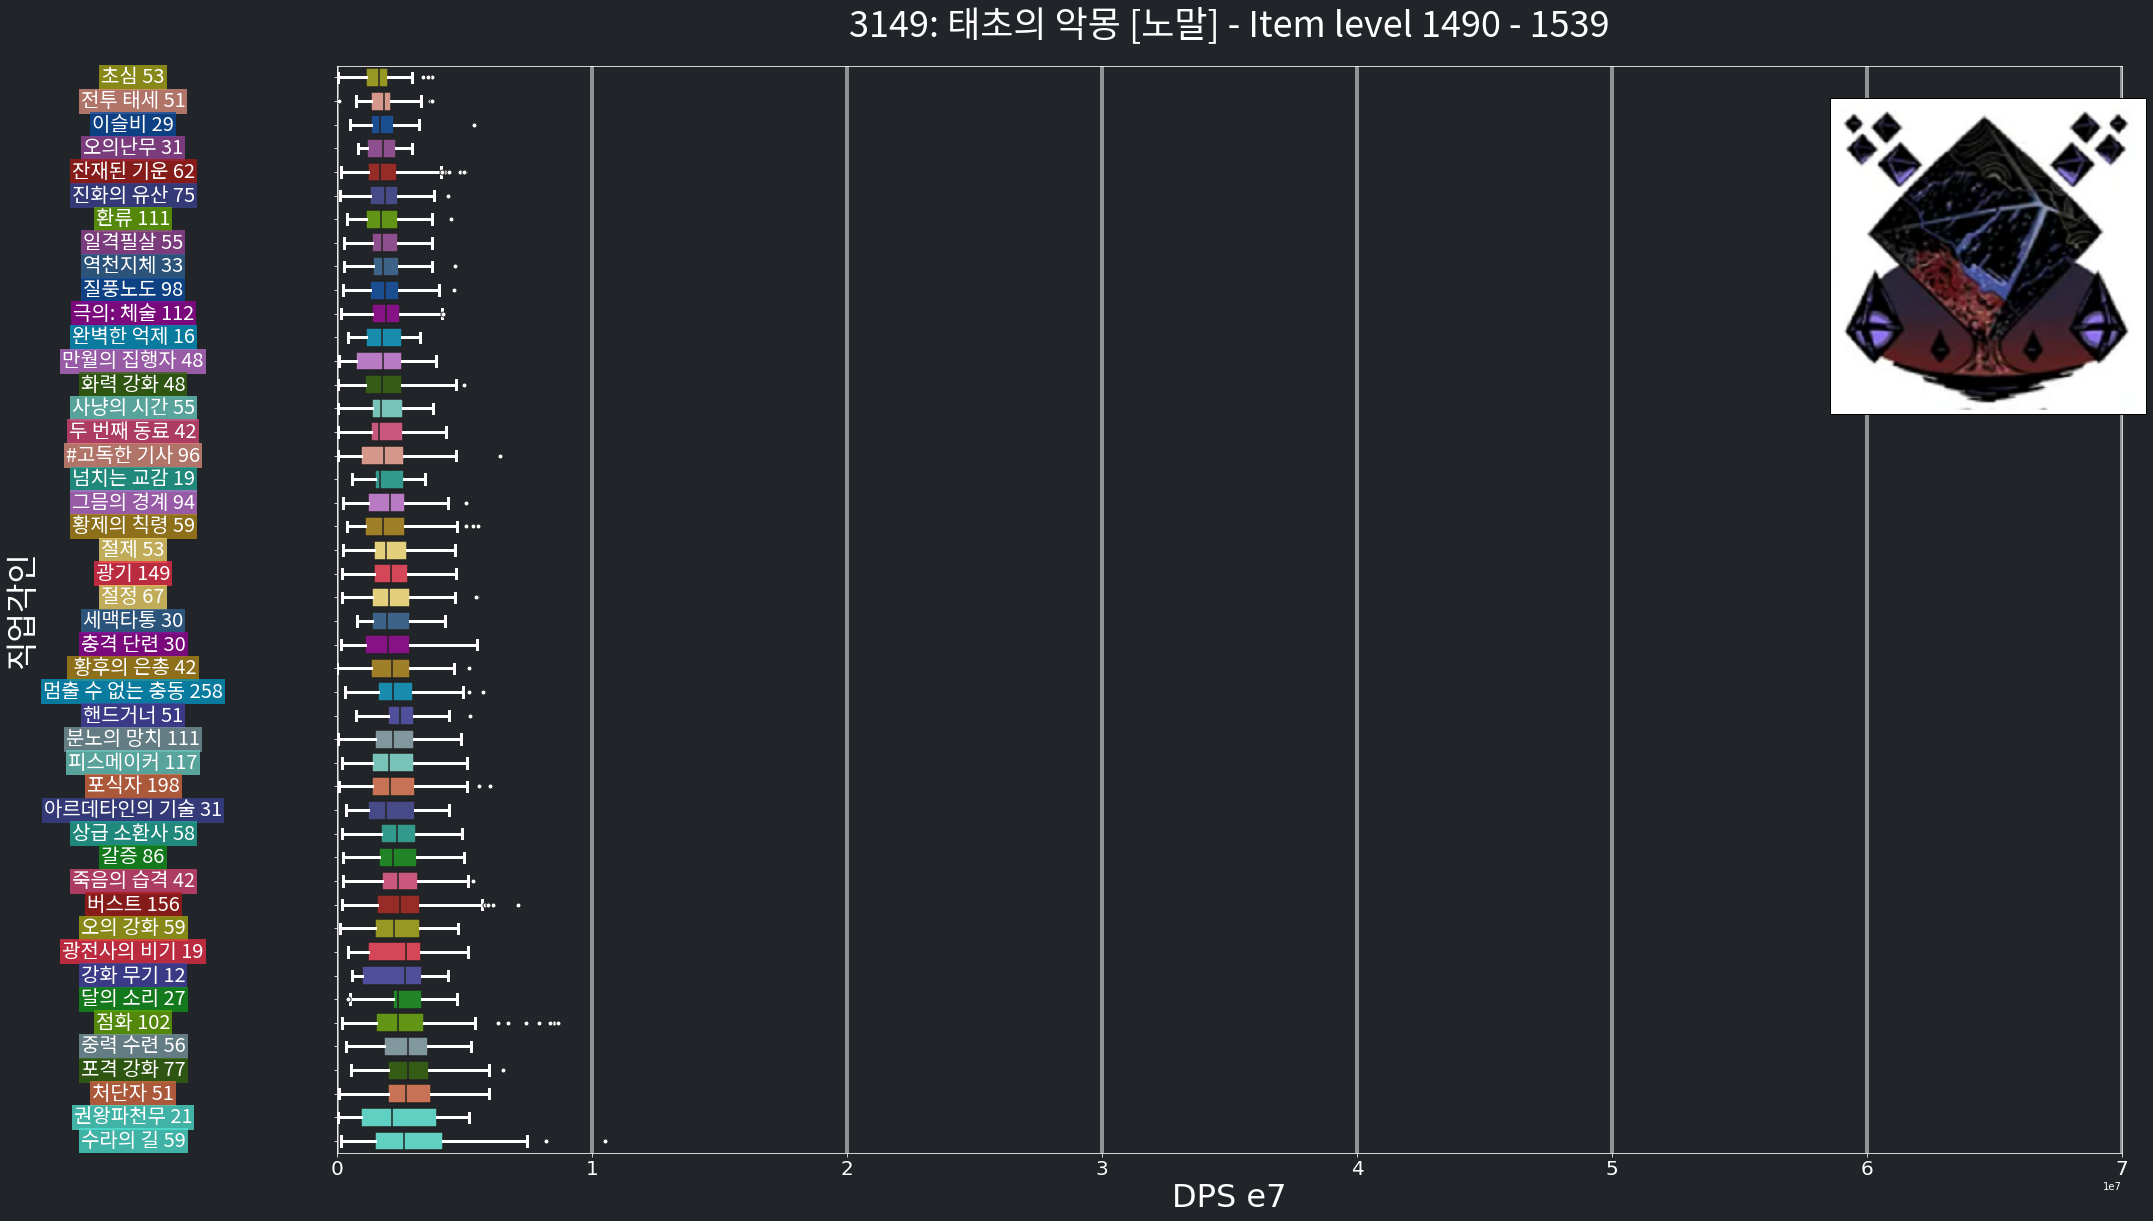 3149: 태초의 악몽 [노말] - Item level 1490 - 1539
초심 53
전투 태세 51
이슬비 29
오의난무 31
잔재된 기운 62
진화의 유산 75
환류 111
일격필살 55
역천지체 33
질풍노도 98
극의: 체술 112
완벽한 억제 16
만월의 집행자 48
화력 강화 48
사냥의 시간 55
두 번째 동료 42
#고독한 기사 96
넘치는 교감 19
그믐의 경계 94
황제의 칙령 59
절제 53
광기 149
절정 67
세맥타통 30
충격 단련 30
황후의 은총 42
멈출 수 없는 충동 258
핸드거너 51
분노의 망치 111
피스메이커 117
포식자 198
아르데타인의 기술 31
상급 소환사 58
갈증 86
죽음의 습격 42
버스트 156
오의 강화 59
광전사의 비기 19
강화 무기 12
달의 소리 27
점화 102
중력 수련 56
포격 강화 77
처단자 51
권왕파천무 21
수라의 길 59
직업각인
0 1 2 3 4 5 6 7
1e7
DPS e7